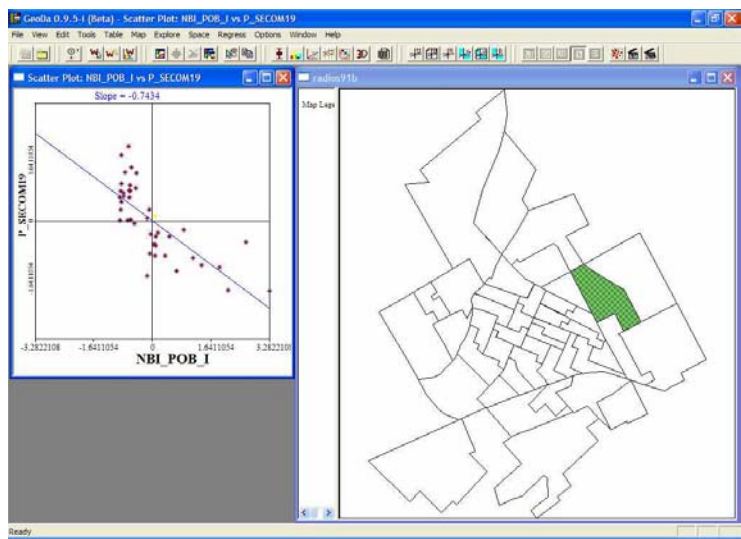 GeoDa 0.9.5-i (Beta) - Scatter Plot: NBI_POB_I vs P_SECOM19
File View Edit Tools Table Map Explore Space Regress Options Window Help
Scatter Plot: NBI_POB_I vs P_SECOM19
radios91b
Slope = -0.7434
Map Lege
P_SECOM19
1.6411054
0
-1.6411054
-3.2822108 -1.6411054 0 1.6411054 3.2822108
NBI_POB_I
Ready